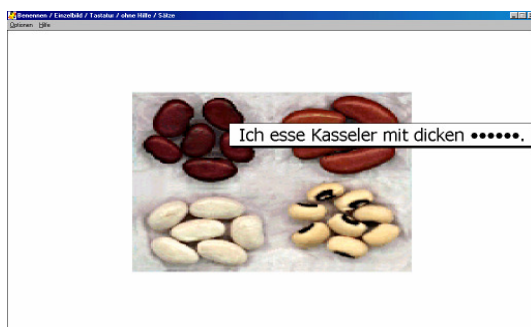 Benennen / Einzelbild / Tastatur / ohne Hilfe / Sätze
Optionen Hilfe
Ich esse Kasseler mit dicken ••••••.